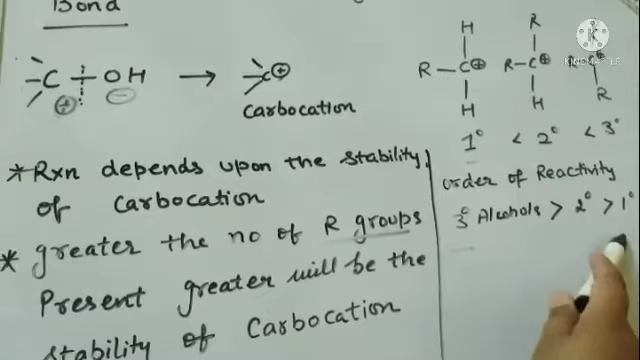 Bond
-C-OH → C⊕
⊕ ⊖
Carbocation
*Rxn depends upon the stability
of Carbocation
* greater the no of R groups
Present greater will be the
stability of Carbocation
H R
R-C⊕ R-C⊕ R
H H R
1° < 2° < 3°
order of Reactivity
3° Alcohols > 2° > 1°
KINEMASTER